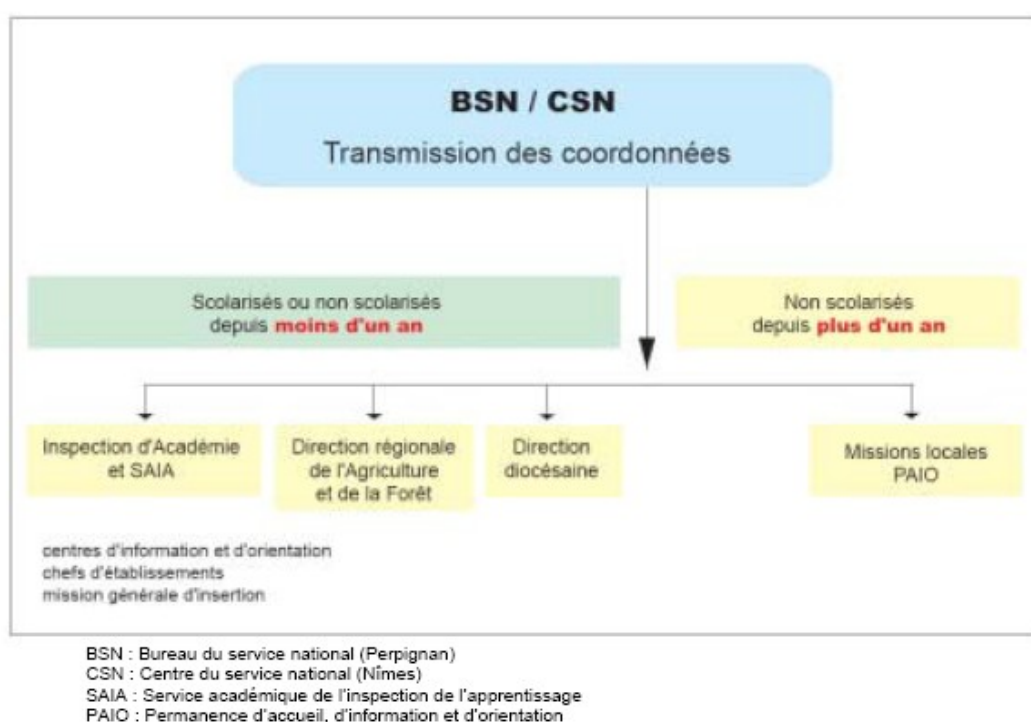 BSN / CSN
Transmission des coordonnées
Scolarisés ou non scolarisés
depuis moins d'un an
Non scolarisés
depuis plus d'un an
Inspection d'Académie
et SAIA
Direction régionale
de l'Agriculture
et de la Forêt
Direction
diocésaine
Missions locales
PAIO
centres d'information et d'orientation
chefs d'établissements
mission générale d'insertion
BSN : Bureau du service national (Perpignan)
CSN : Centre du service national (Nîmes)
SAIA : Service académique de l'inspection de l'apprentissage
PAIO : Permanence d'accueil, d'information et d'orientation